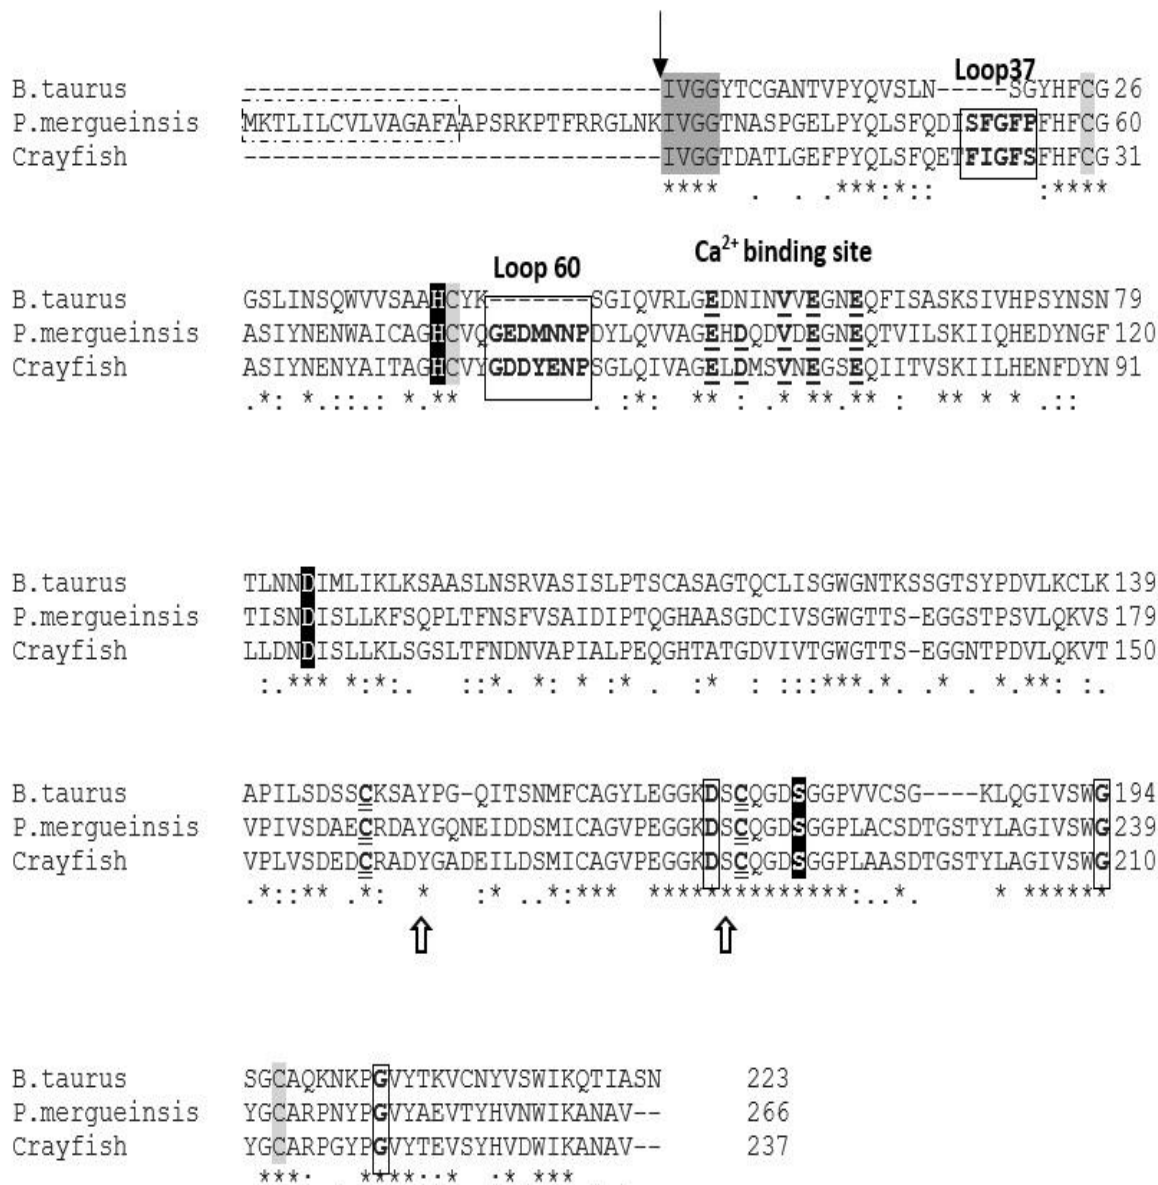 Loop37
B.taurus -----------------------------IVGGYTCGANTVPYQVSLN-----SGYHFCG 26
P.mergueinsis MKTLILCVLVAGAFAAPSRKPTFRRGLNKIVGGTNASPGELPYQLSFQDISFGFPFHFCG 60
Crayfish -----------------------------IVGGTDATLGEFPYQLSFQETFIGFSFHFCG 31
**** . . .***:*:: :****
Loop 60 Ca2+ binding site
B.taurus GSLINSQWVVSAAHCYK-------SGIQVRLGEDNINVVEGNEQFISASKSIVHPSYNSN 79
P.mergueinsis ASIYNENWAICAGHCVQGEDMNNPDYLQVVAGEHDQDVDEGNEQTVILSKIIQHEDYNGF 120
Crayfish ASIYNENYAITAGHCVYGDDYENPSGLQIVAGELDMSVNEGSEQIITVSKIILHENFDYN 91
.*: *.::.: *.** . :*: ** : .* **.** : ** * * .::
B.taurus TLNNDIMLIKLKSAASLNSRVASISLPTSCASAGTQCLISGWGNTKSSGTSYPDVLKCLK 139
P.mergueinsis TISNDISLLKFSQPLTFNSFVSAIDIPTQGHAASGDCIVSGWGTTS-EGGSTPSVLQKVS 179
Crayfish LLDNDISLLKLSGSLTFNDNVAPIALPEQGHTATGDVIVTGWGTTS-EGGNTPDVLQKVT 150
:.*** *:*:. ::*. *: * :* . :* : :::***.*. .* . *.**: :.
B.taurus APILSDSSCKSAYPG-QITSNMFCAGYLEGGKDSCQGDSGGPVVCSG----KLQGIVSWG 194
P.mergueinsis VPIVSDAECRDAYGQNEIDDSMICAGVPEGGKDSCQGDSGGPLACSDTGSTYLAGIVSWG 239
Crayfish VPLVSDEDCRADYGADEILDSMICAGVPEGGKDSCQGDSGGPLAASDTGSTYLAGIVSWG 210
.*::** .*: * :* ..*:*** **************:..*. * ******
B.taurus SGCAQKNKPGVYTKVCNYVSWIKQTIASN 223
P.mergueinsis YGCARPNYPGVYAEVTYHVNWIKANAV-- 266
Crayfish YGCARPGYPGVYTEVSYHVDWIKANAV-- 237
***: . ****::* :*.*** .